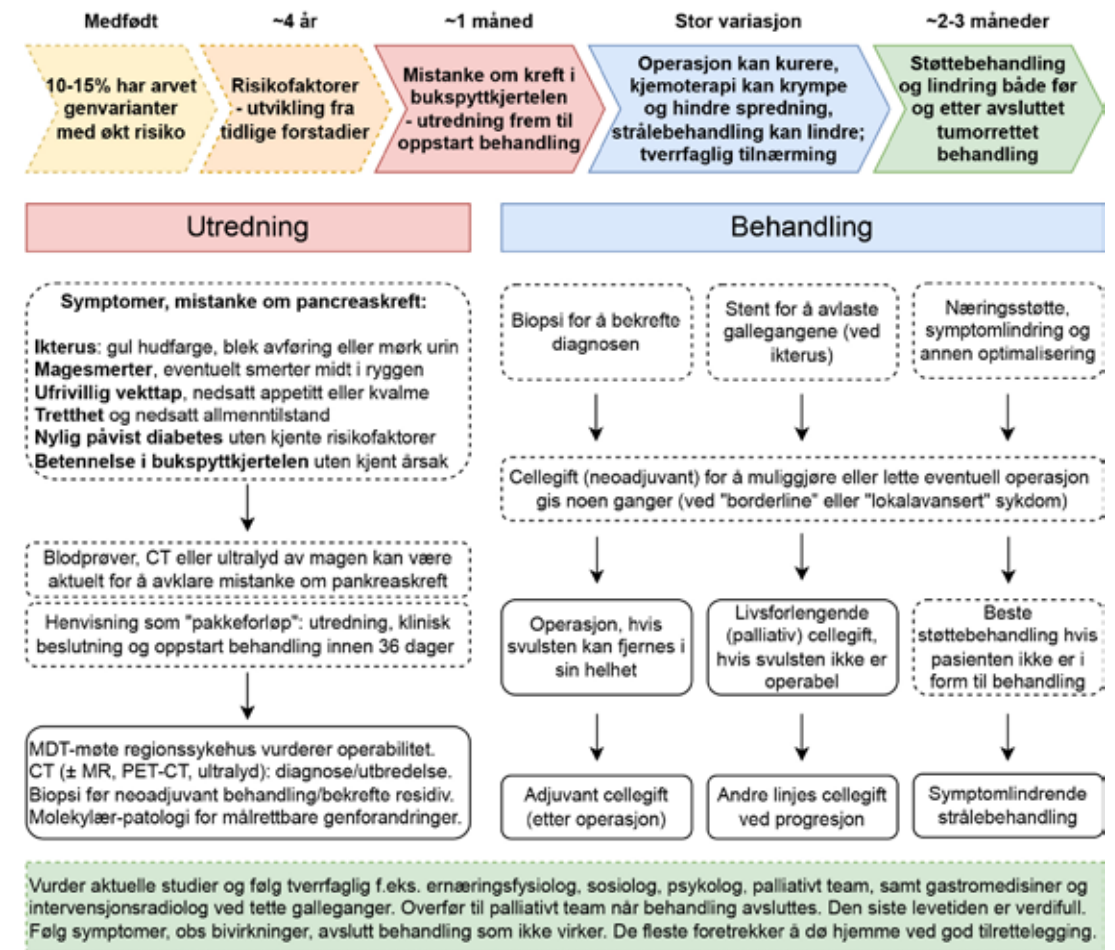 Medfødt
~4 år
~1 måned
Stor variasjon
~2-3 måneder
10-15% har arvet
genvarianter
med økt risiko
Risikofaktorer
- utvikling fra
tidlige forstadier
Mistanke om kreft i
bukspyttkjertelen
- utredning frem til
oppstart behandling
Operasjon kan kurere,
kjemoterapi kan krympe
og hindre spredning,
strålebehandling kan lindre;
tverrfaglig tilnærming
Støttebehandling
og lindring både før
og etter avsluttet
tumorrettet
behandling
Utredning
Symptomer, mistanke om pancreaskreft:
Ikterus: gul hudfarge, blek avføring eller mørk urin
Magesmerter, eventuelt smerter midt i ryggen
Ufrivillig vekttap, nedsatt appetitt eller kvalme
Tretthet og nedsatt allmenntilstand
Nylig påvist diabetes uten kjente risikofaktorer
Betennelse i bukspyttkjertelen uten kjent årsak
Blodprøver, CT eller ultralyd av magen kan være
aktuelt for å avklare mistanke om pankreaskreft
Henvisning som "pakkeforløp": utredning, klinisk
beslutning og oppstart behandling innen 36 dager
MDT-møte regionssykehus vurderer operabilitet.
CT (± MR, PET-CT, ultralyd): diagnose/utbredelse.
Biopsi før neoadjuvant behandling/bekrefte residiv.
Molekylær-patologi for målrettbare genforandringer.
Behandling
Biopsi for å bekrefte
diagnosen
Stent for å avlaste
gallegangene (ved
ikterus)
Næringsstøtte,
symptomlindring og
annen optimalisering
Cellegift (neoadjuvant) for å muliggjøre eller lette eventuell operasjon
gis noen ganger (ved "borderline" eller "lokalavansert" sykdom)
Operasjon, hvis
svulsten kan fjernes i
sin helhet
Livsforlengende
(palliativ) cellegift,
hvis svulsten ikke er
operabel
Beste
støttebehandling hvis
pasienten ikke er i
form til behandling
Adjuvant cellegift
(etter operasjon)
Andre linjes cellegift
ved progresjon
Symptomlindrende
strålebehandling
Vurder aktuelle studier og følg tverrfaglig f.eks. ernæringsfysiolog, sosiolog, psykolog, palliativt team, samt gastromedisiner og
intervensjonsradiolog ved tette galleganger. Overfør til palliativt team når behandling avsluttes. Den siste levetiden er verdifull.
Følg symptomer, obs bivirkninger, avslutt behandling som ikke virker. De fleste foretrekker å dø hjemme ved god tilrettelegging.